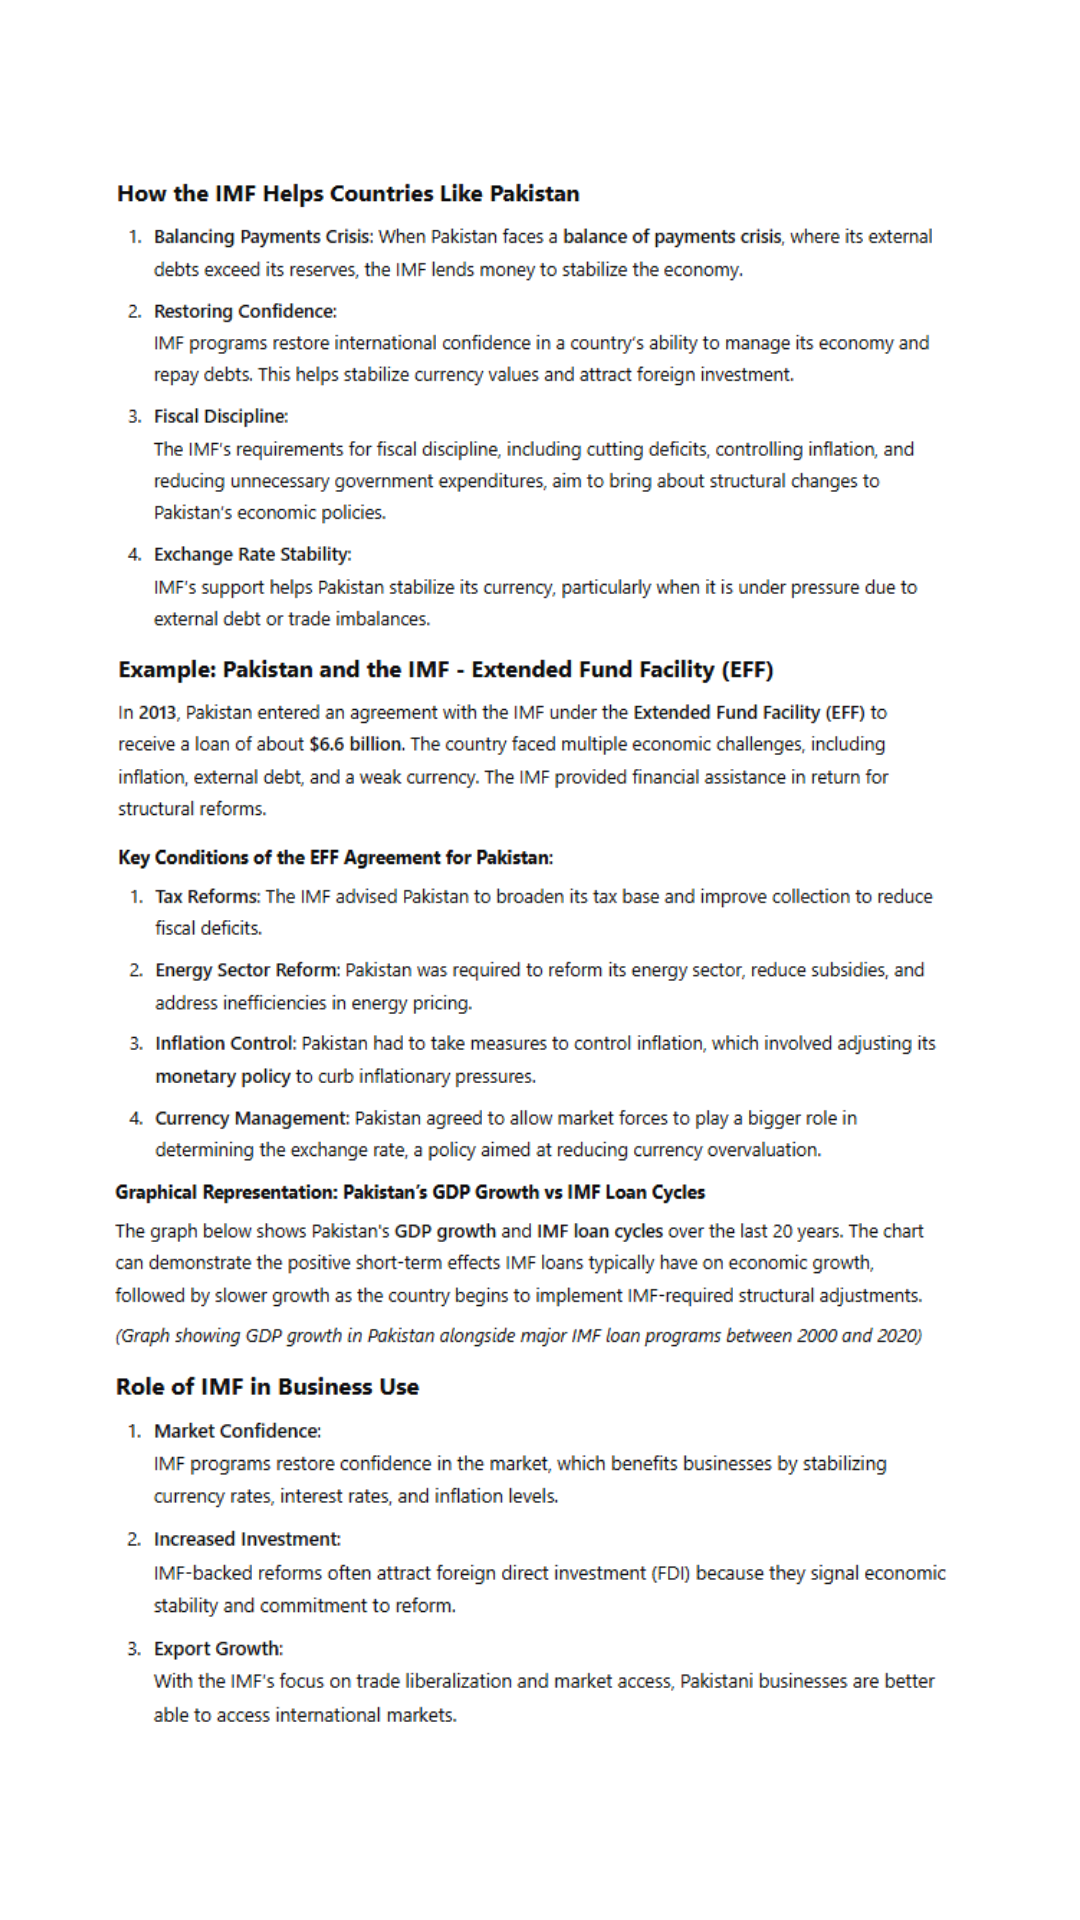 How the IMF Helps Countries Like Pakistan
1. Balancing Payments Crisis: When Pakistan faces a balance of payments crisis, where its external
debts exceed its reserves, the IMF lends money to stabilize the economy.
2. Restoring Confidence:
IMF programs restore international confidence in a country's ability to manage its economy and
repay debts. This helps stabilize currency values and attract foreign investment.
3. Fiscal Discipline:
The IMF's requirements for fiscal discipline, including cutting deficits, controlling inflation, and
reducing unnecessary government expenditures, aim to bring about structural changes to
Pakistan's economic policies.
4. Exchange Rate Stability:
IMF's support helps Pakistan stabilize its currency, particularly when it is under pressure due to
external debt or trade imbalances.
Example: Pakistan and the IMF - Extended Fund Facility (EFF)
In 2013, Pakistan entered an agreement with the IMF under the Extended Fund Facility (EFF) to
receive a loan of about $6.6 billion. The country faced multiple economic challenges, including
inflation, external debt, and a weak currency. The IMF provided financial assistance in return for
structural reforms.
Key Conditions of the EFF Agreement for Pakistan:
1. Tax Reforms: The IMF advised Pakistan to broaden its tax base and improve collection to reduce
fiscal deficits.
2. Energy Sector Reform: Pakistan was required to reform its energy sector, reduce subsidies, and
address inefficiencies in energy pricing.
3. Inflation Control: Pakistan had to take measures to control inflation, which involved adjusting its
monetary policy to curb inflationary pressures.
4. Currency Management: Pakistan agreed to allow market forces to play a bigger role in
determining the exchange rate, a policy aimed at reducing currency overvaluation.
Graphical Representation: Pakistan's GDP Growth vs IMF Loan Cycles
The graph below shows Pakistan's GDP growth and IMF loan cycles over the last 20 years. The chart
can demonstrate the positive short-term effects IMF loans typically have on economic growth,
followed by slower growth as the country begins to implement IMF-required structural adjustments.
(Graph showing GDP growth in Pakistan alongside major IMF loan programs between 2000 and 2020)
Role of IMF in Business Use
1. Market Confidence:
IMF programs restore confidence in the market, which benefits businesses by stabilizing
currency rates, interest rates, and inflation levels.
2. Increased Investment:
IMF-backed reforms often attract foreign direct investment (FDI) because they signal economic
stability and commitment to reform.
3. Export Growth:
With the IMF's focus on trade liberalization and market access, Pakistani businesses are better
able to access international markets.